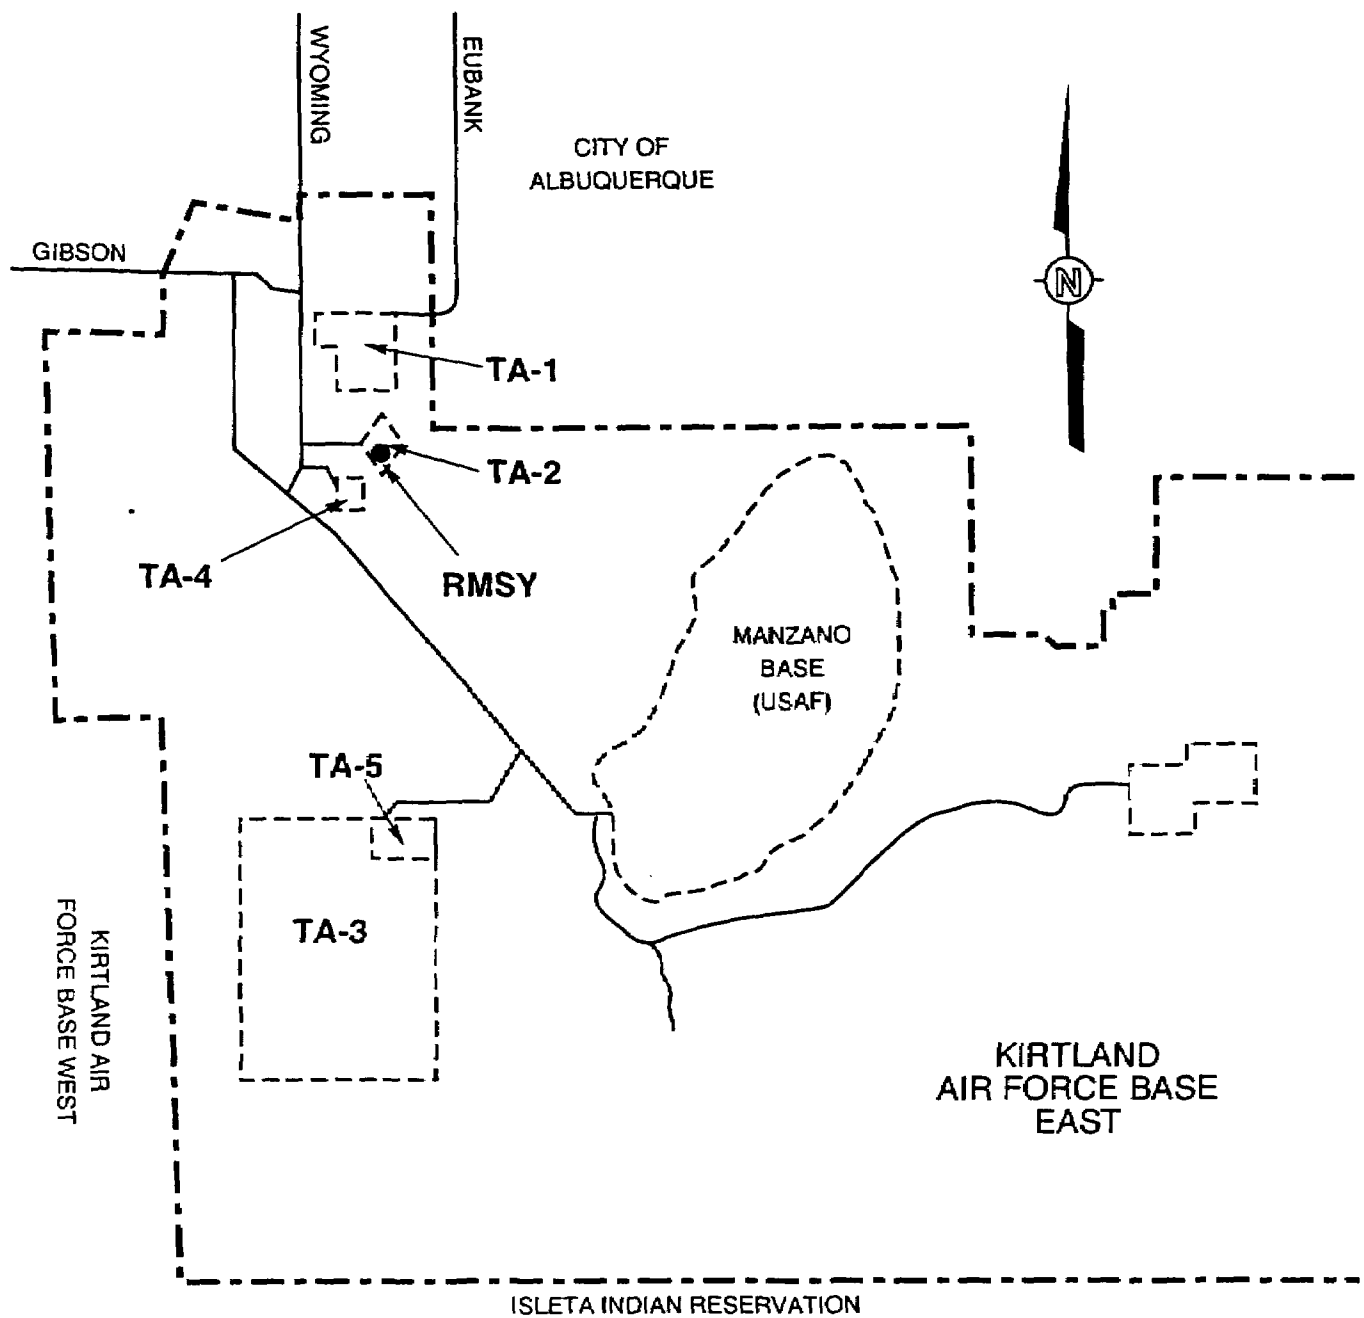 WYOMING
EUBANK
CITY OF
ALBUQUERQUE
GIBSON
N
TA-1
TA-2
TA-4
RMSY
MANZANO
BASE
(USAF)
TA-5
TA-3
KIRTLAND AIR
FORCE BASE WEST
KIRTLAND
AIR FORCE BASE
EAST
ISLETA INDIAN RESERVATION